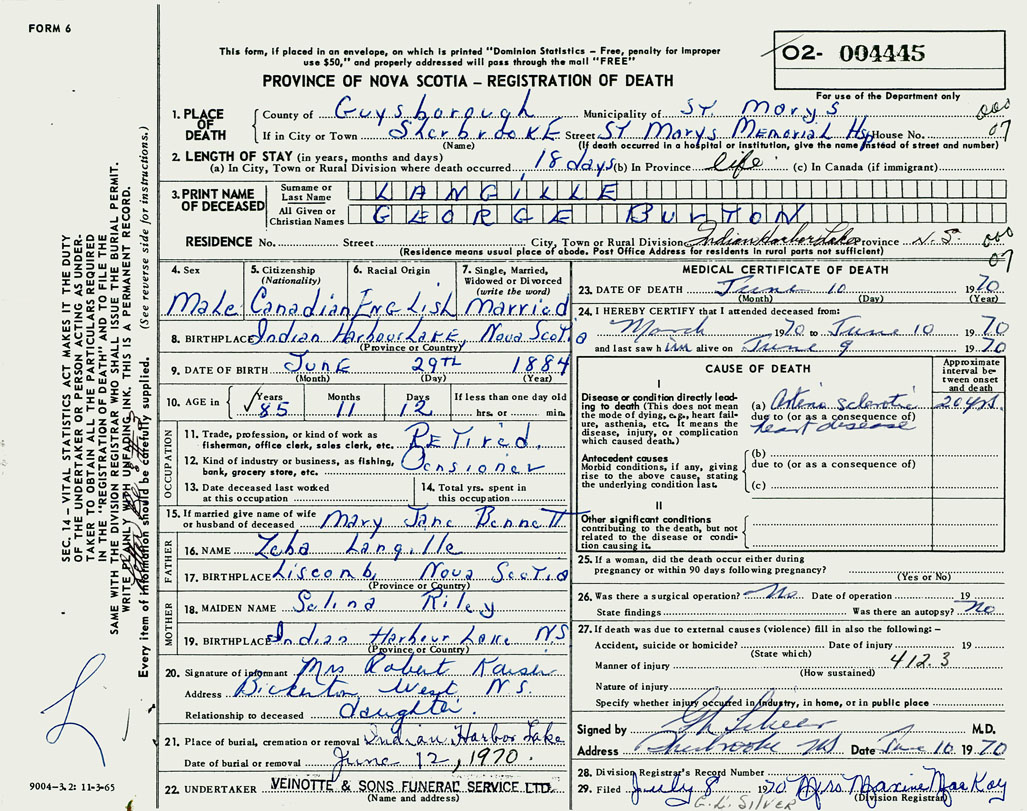 FORM 6
This form, if placed in an envelope, on which is printed "Dominion Statistics – Free, penalty for improper
use $50," and properly addressed will pass through the mail "FREE"
PROVINCE OF NOVA SCOTIA – REGISTRATION OF DEATH
O2- 004445
For use of the Department only
1. PLACE OF DEATH
County of Guysborough Municipality of ST. Marys 000
If in City or Town Sherbrooke Street ST Marys Memorial Hsp House No. 07
(Name) (If death occurred in a hospital or institution, give the name instead of street and number)
2. LENGTH OF STAY (in years, months and days)
(a) In City, Town or Rural Division where death occurred 18 days (b) In Province life (c) In Canada (if immigrant)
3. PRINT NAME OF DECEASED
Surname or Last Name LANGILLE
All Given or Christian Names GEORGE BURTON
RESIDENCE No. Street City, Town or Rural Division Indian Harbor Lake Province N.S. 000
(Residence means usual place of abode. Post Office Address for residents in rural parts not sufficient) 07
4. Sex Male
5. Citizenship (Nationality) Canadian
6. Racial Origin English
7. Single, Married, Widowed or Divorced (write the word) Married
8. BIRTHPLACE Indian Harbour Lake, Nova Scotia
(Province or Country)
9. DATE OF BIRTH June 29TH 1884
(Month) (Day) (Year)
10. AGE in Years Months Days If less than one day old
85 11 12 hrs. or min.
OCCUPATION
11. Trade, profession, or kind of work as
fisherman, office clerk, sales clerk, etc. Retired
12. Kind of industry or business, as fishing,
bank, grocery store, etc. Pensioner
13. Date deceased last worked
at this occupation
14. Total yrs. spent in
this occupation
15. If married give name of wife
or husband of deceased Mary Jane Bennett
FATHER
16. NAME Zeba Langille
17. BIRTHPLACE Liscomb, Nova Scotia
(Province or Country)
MOTHER
18. MAIDEN NAME Selina Riley
19. BIRTHPLACE Indian Harbour Lake NS
(Province or Country)
20. Signature of informant Mrs Robert Kaiser
Address Bickerton West N.S.
Relationship to deceased daughter.
21. Place of burial, cremation or removal Indian Harbor Lake
Date of burial or removal June 12, 1970
22. UNDERTAKER VEINOTTE & SONS FUNERAL SERVICE LTD.
(Name and address)
MEDICAL CERTIFICATE OF DEATH
23. DATE OF DEATH June 10 1970
(Month) (Day) (Year)
24. I HEREBY CERTIFY that I attended deceased from:
March 1970 to June 10 1970
and last saw h im alive on June 9 1970
CAUSE OF DEATH
Approximate interval between onset and death
I
Disease or condition directly leading
to death (This does not mean
the mode of dying, e.g., heart failure,
asthenia, etc. It means the
disease, injury, or complication
which caused death.)
(a) Arterio sclerotic 20 yrs.
due to (or as a consequence of)
heart disease
Antecedent causes
Morbid conditions, if any, giving
rise to the above cause, stating
the underlying condition last.
(b)
due to (or as a consequence of)
(c)
II
Other significant conditions
contributing to the death, but not
related to the disease or condition
causing it.
25. If a woman, did the death occur either during
pregnancy or within 90 days following pregnancy?
(Yes or No)
26. Was there a surgical operation? No Date of operation 19
State findings Was there an autopsy? no
27. If death was due to external causes (violence) fill in also the following: –
Accident, suicide or homicide? Date of injury 19
(State which) 412.3
Manner of injury
(How sustained)
Nature of injury
Specify whether injury occurred in Industry, in home, or in public place
Signed by M.D.
Address Sherbrooke NS Date June 10 1970
28. Division Registrar's Record Number
29. Filed July 8 1970 Mrs Maxine MacKay
(Division Registrar)
G.L. SILVER
SEC. 14 – VITAL STATISTICS ACT MAKES IT THE DUTY
OF THE UNDERTAKER OR PERSON ACTING AS UNDER-
TAKER TO OBTAIN ALL THE PARTICULARS REQUIRED
IN THE "REGISTRATION OF DEATH" AND TO FILE THE
SAME WITH THE DIVISION REGISTRAR WHO SHALL ISSUE THE BURIAL PERMIT.
WRITE PLAINLY WITH UNFADING INK. THIS IS A PERMANENT RECORD.
Every item of information should be carefully supplied. (See reverse side for instructions.)
9004–3.2: 11-3-65